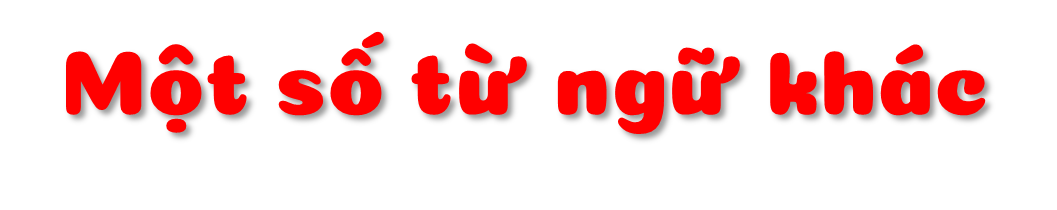 Một số từ ngữ khác